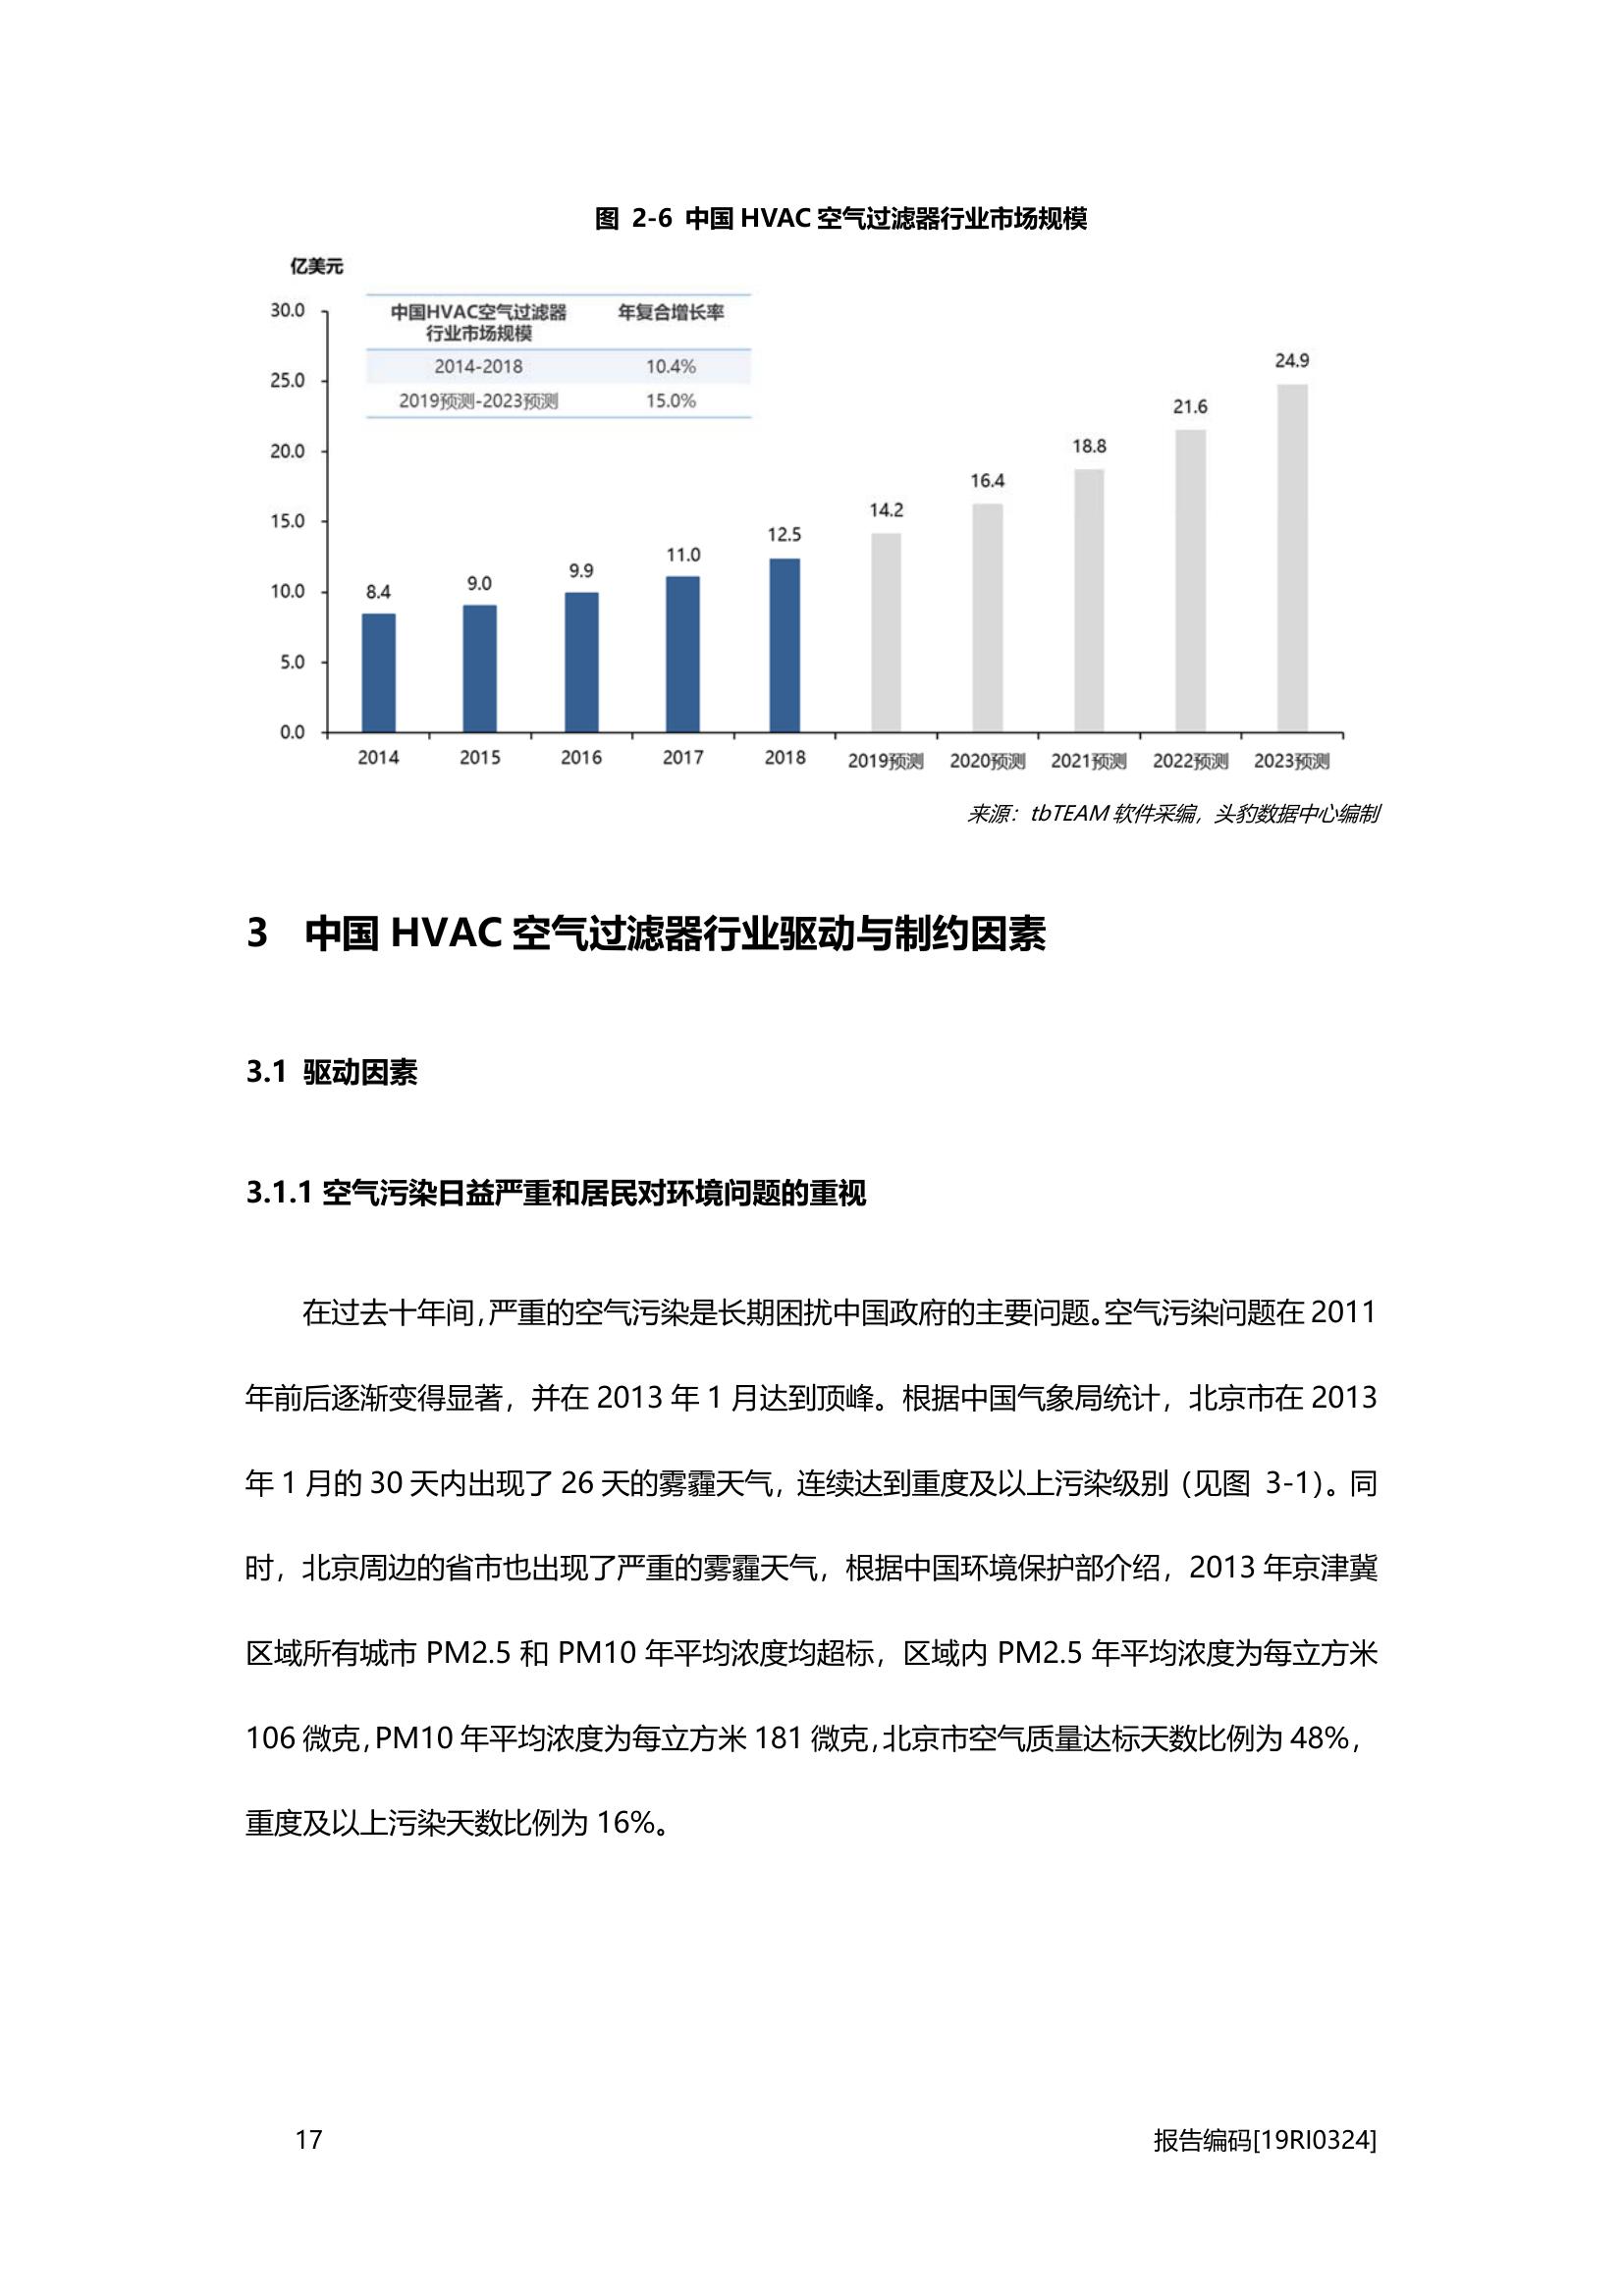 图 2-6 中国 HVAC 空气过滤器行业市场规模
亿美元
中国HVAC空气过滤器
行业市场规模
年复合增长率
2014-2018 10.4%
2019预测-2023预测 15.0%
30.0
25.0
20.0
15.0
10.0
5.0
0.0
8.4 9.0 9.9 11.0 12.5 14.2 16.4 18.8 21.6 24.9
2014 2015 2016 2017 2018 2019预测 2020预测 2021预测 2022预测 2023预测
来源：tbTEAM 软件采编，头豹数据中心编制
3 中国 HVAC 空气过滤器行业驱动与制约因素
3.1 驱动因素
3.1.1 空气污染日益严重和居民对环境问题的重视
在过去十年间，严重的空气污染是长期困扰中国政府的主要问题。空气污染问题在 2011
年前后逐渐变得显著，并在 2013 年 1 月达到顶峰。根据中国气象局统计，北京市在 2013
年 1 月的 30 天内出现了 26 天的雾霾天气，连续达到重度及以上污染级别（见图 3-1）。同
时，北京周边的省市也出现了严重的雾霾天气，根据中国环境保护部介绍，2013 年京津冀
区域所有城市 PM2.5 和 PM10 年平均浓度均超标，区域内 PM2.5 年平均浓度为每立方米
106 微克，PM10 年平均浓度为每立方米 181 微克，北京市空气质量达标天数比例为 48%，
重度及以上污染天数比例为 16%。
17 报告编码[19RI0324]